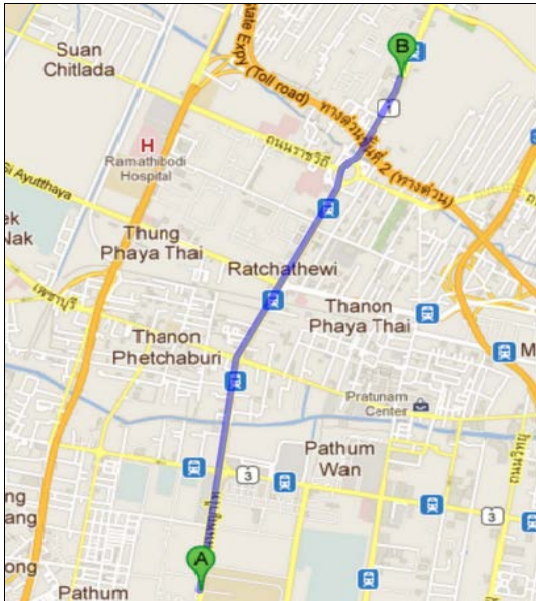 Suan
Chitlada
State Expy (Toll road)
ทางด่วนขั้นที่ 2 (ทางด่วน)
B
1
H
Ramathibodi
Hospital
ถนนราชวิถี
Si Ayutthaya
ek
Nak
Thung
Phaya Thai
Ratchathewi
เพชรบุรี
Thanon
Phaya Thai
Thanon
Phetchaburi
M
Pratunam
Center
Pathum
Wan
3
3
ng
ang
A
ong
Pathum